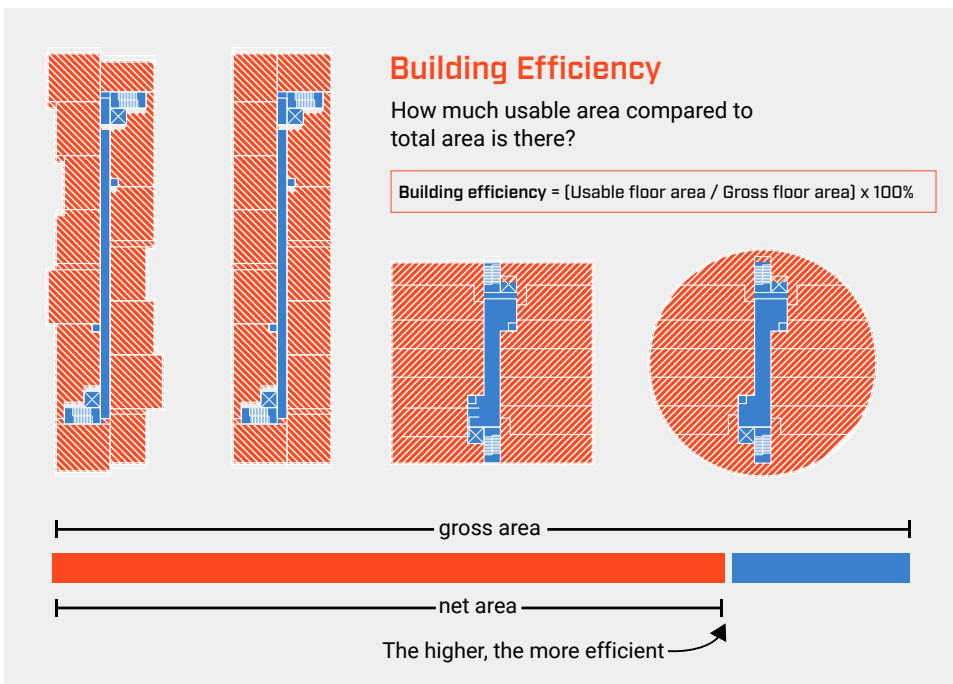 Building Efficiency
How much usable area compared to
total area is there?
Building efficiency = (Usable floor area / Gross floor area) x 100%
gross area
net area
The higher, the more efficient